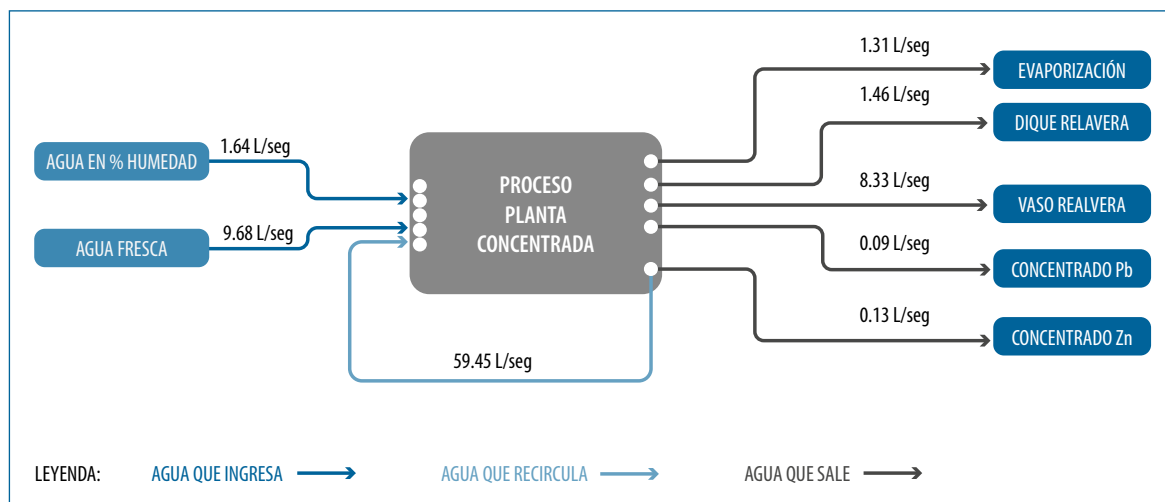 1.31 L/seg
EVAPORIZACIÓN
1.46 L/seg
DIQUE RELAVERA
AGUA EN % HUMEDAD
1.64 L/seg
PROCESO
PLANTA
CONCENTRADA
8.33 L/seg
VASO REALVERA
AGUA FRESCA
9.68 L/seg
0.09 L/seg
CONCENTRADO Pb
0.13 L/seg
CONCENTRADO Zn
59.45 L/seg
LEYENDA: AGUA QUE INGRESA AGUA QUE RECIRCULA AGUA QUE SALE